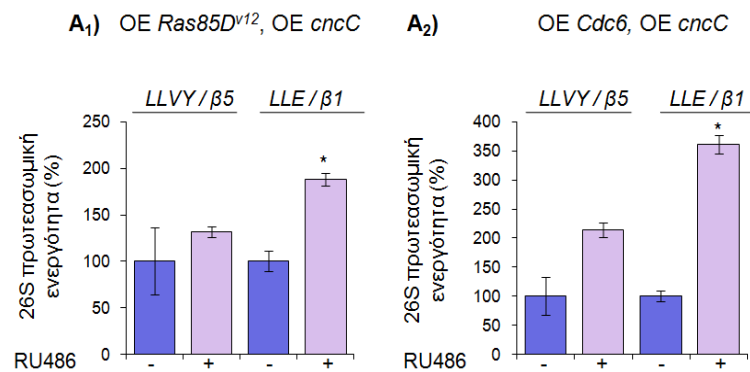 A₁) OE Ras85Dᵛ¹², OE cncC
LLVY / β5 LLE / β1
26S πρωτεασωμική
ενεργότητα (%)
250
200
150
100
50
0
*
RU486 - + - +
A₂) OE Cdc6, OE cncC
LLVY / β5 LLE / β1
26S πρωτεασωμική
ενεργότητα (%)
400
350
300
250
200
150
100
50
0
*
RU486 - + - +